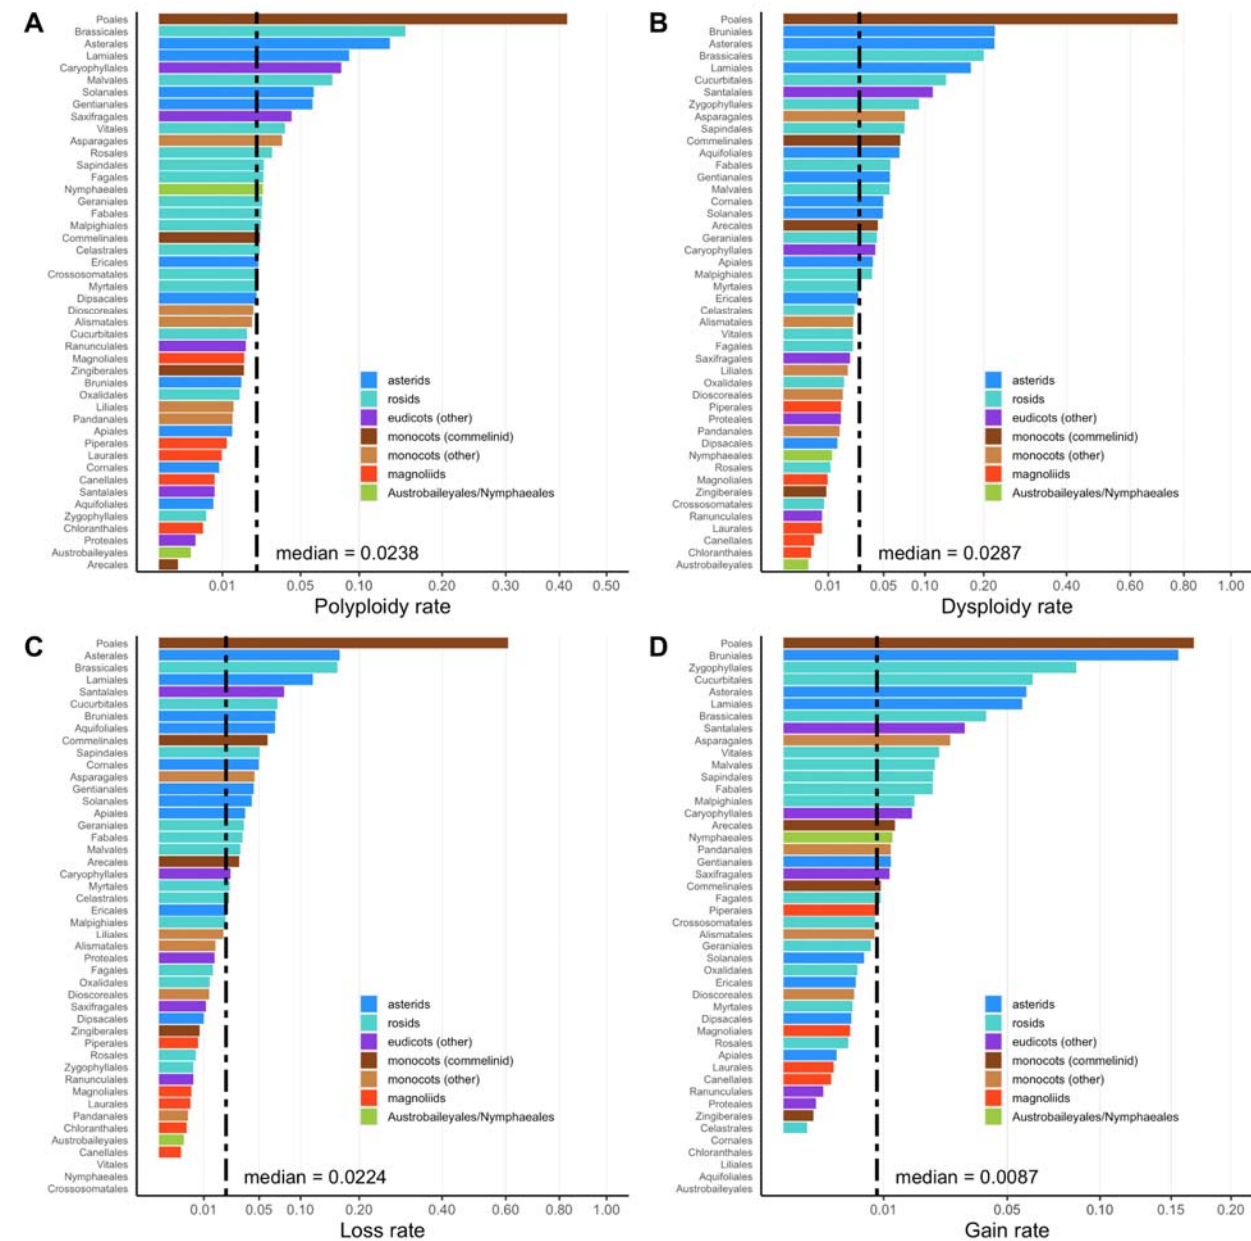 A
Poales
Brassicales
Asterales
Lamiales
Caryophyllales
Malvales
Solanales
Gentianales
Saxifragales
Vitales
Asparagales
Rosales
Sapindales
Fagales
Nymphaeales
Geraniales
Fabales
Malpighiales
Commelinales
Celastrales
Ericales
Crossosomatales
Myrtales
Dipsacales
Dioscoreales
Alismatales
Cucurbitales
Ranunculales
Magnoliales
Zingiberales
Bruniales
Oxalidales
Liliales
Pandanales
Apiales
Piperales
Laurales
Cornales
Canellales
Santalales
Aquifoliales
Zygophyllales
Chloranthales
Proteales
Austrobaileyales
Arecales
asterids
rosids
eudicots (other)
monocots (commelinid)
monocots (other)
magnoliids
Austrobaileyales/Nymphaeales
median = 0.0238
0.01 0.05 0.10 0.20 0.30 0.40 0.50
Polyploidy rate
B
Poales
Bruniales
Asterales
Brassicales
Lamiales
Cucurbitales
Santalales
Zygophyllales
Asparagales
Sapindales
Commelinales
Aquifoliales
Fabales
Gentianales
Malvales
Cornales
Solanales
Arecales
Geraniales
Caryophyllales
Apiales
Malpighiales
Myrtales
Ericales
Celastrales
Alismatales
Vitales
Fagales
Saxifragales
Liliales
Oxalidales
Dioscoreales
Piperales
Proteales
Pandanales
Dipsacales
Nymphaeales
Rosales
Magnoliales
Zingiberales
Crossosomatales
Ranunculales
Laurales
Canellales
Chloranthales
Austrobaileyales
asterids
rosids
eudicots (other)
monocots (commelinid)
monocots (other)
magnoliids
Austrobaileyales/Nymphaeales
median = 0.0287
0.01 0.05 0.10 0.20 0.40 0.60 0.80 1.00
Dysploidy rate
C
Poales
Asterales
Brassicales
Lamiales
Santalales
Cucurbitales
Bruniales
Aquifoliales
Commelinales
Sapindales
Cornales
Asparagales
Gentianales
Solanales
Apiales
Geraniales
Fabales
Malvales
Arecales
Caryophyllales
Myrtales
Celastrales
Ericales
Malpighiales
Liliales
Alismatales
Proteales
Fagales
Oxalidales
Dioscoreales
Saxifragales
Dipsacales
Zingiberales
Piperales
Rosales
Zygophyllales
Ranunculales
Magnoliales
Laurales
Pandanales
Chloranthales
Austrobaileyales
Canellales
Vitales
Nymphaeales
Crossosomatales
asterids
rosids
eudicots (other)
monocots (commelinid)
monocots (other)
magnoliids
Austrobaileyales/Nymphaeales
median = 0.0224
0.01 0.05 0.10 0.20 0.40 0.60 1.00
Loss rate
D
Poales
Bruniales
Zygophyllales
Cucurbitales
Asterales
Lamiales
Brassicales
Santalales
Asparagales
Vitales
Malvales
Sapindales
Fabales
Malpighiales
Caryophyllales
Arecales
Nymphaeales
Pandanales
Gentianales
Saxifragales
Commelinales
Fagales
Piperales
Crossosomatales
Alismatales
Geraniales
Solanales
Oxalidales
Ericales
Dioscoreales
Myrtales
Dipsacales
Magnoliales
Rosales
Apiales
Laurales
Canellales
Ranunculales
Proteales
Zingiberales
Celastrales
Cornales
Chloranthales
Liliales
Aquifoliales
Austrobaileyales
asterids
rosids
eudicots (other)
monocots (commelinid)
monocots (other)
magnoliids
Austrobaileyales/Nymphaeales
median = 0.0087
0.01 0.05 0.10 0.15 0.20
Gain rate